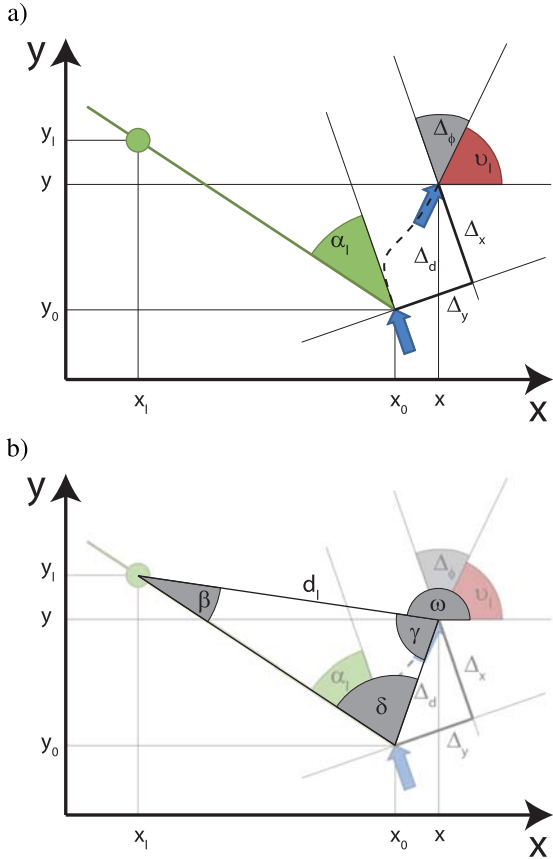 a)
y
y_l
y
y_0
α_l
Δ_ϕ
υ_l
Δ_x
Δ_d
Δ_y
x_l
x_0
x
x
b)
y
y_l
y
y_0
β
d_l
ω
γ
Δ_ϕ
υ_l
α_l
δ
Δ_d
Δ_x
Δ_y
x_l
x_0
x
x